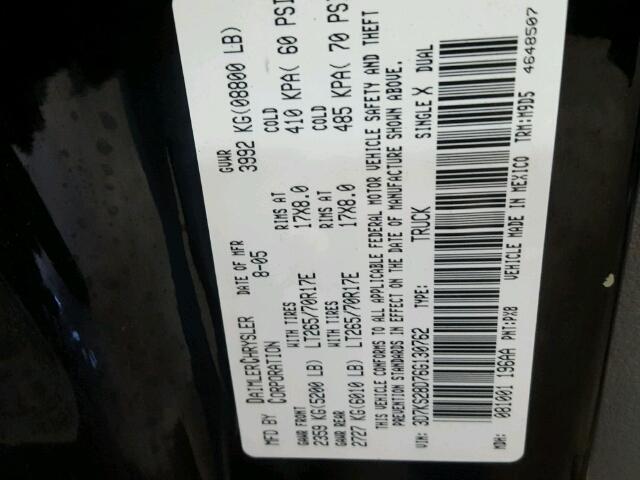 MFD BY DAIMLERCHRYSLER CORPORATION DATE OF MFR 8-05 GVWR 3992 KG(08800 LB)
GAWR FRONT WITH TIRES RIMS AT COLD
2359 KG(5200 LB) LT265/70R17E 17X8.0 410 KPA( 60 PSI
GAWR REAR WITH TIRES RIMS AT COLD
2727 KG(6010 LB) LT265/70R17E 17X8.0 485 KPA( 70 PS
THIS VEHICLE CONFORMS TO ALL APPLICABLE FEDERAL MOTOR VEHICLE SAFETY AND THEFT
PREVENTION STANDARDS IN EFFECT ON THE DATE OF MANUFACTURE SHOWN ABOVE.
VIN: 3D7KS28D76G130762 TYPE: TRUCK SINGLE X DUAL
MDH: 081001 196AA PNT:PX8 VEHICLE MADE IN MEXICO TRM:M9D5 4648507